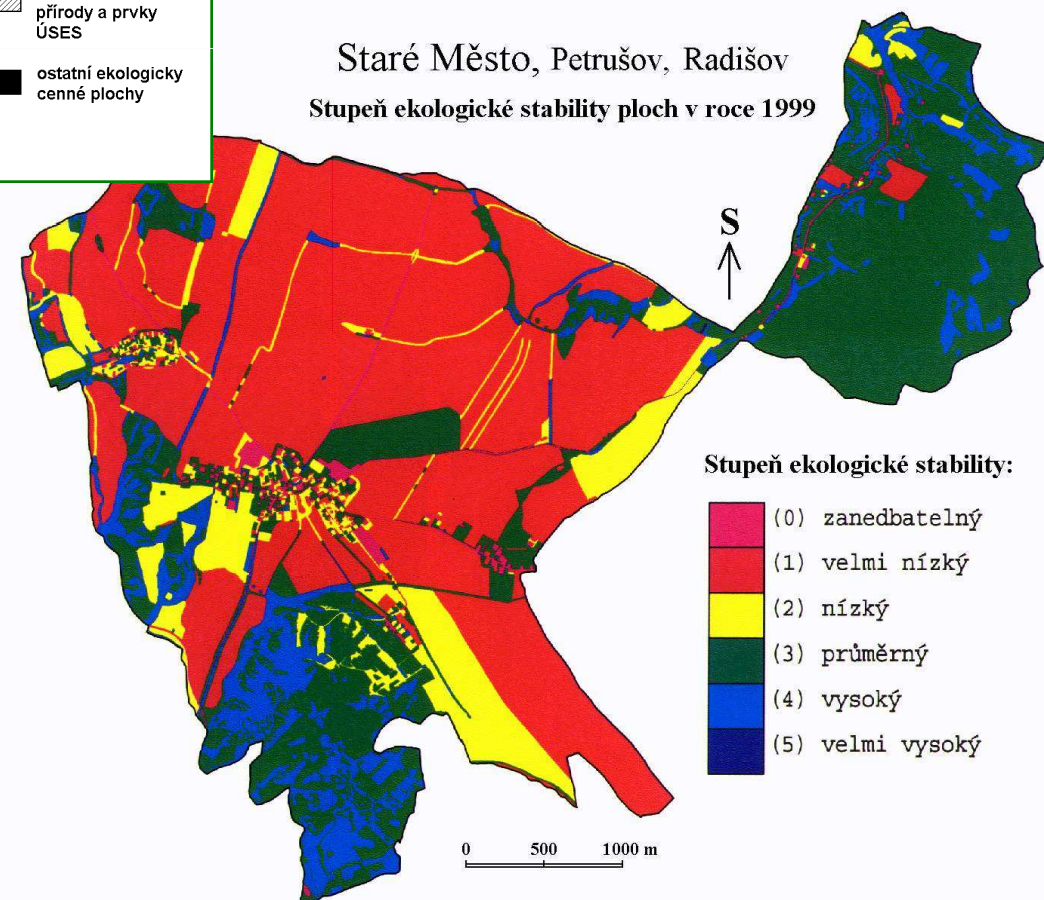 přírody a prvky
ÚSES
ostatní ekologicky
cenné plochy
Staré Město, Petrušov, Radišov
Stupeň ekologické stability ploch v roce 1999
S
Stupeň ekologické stability:
(0) zanedbatelný
(1) velmi nízký
(2) nízký
(3) průměrný
(4) vysoký
(5) velmi vysoký
0 500 1000 m